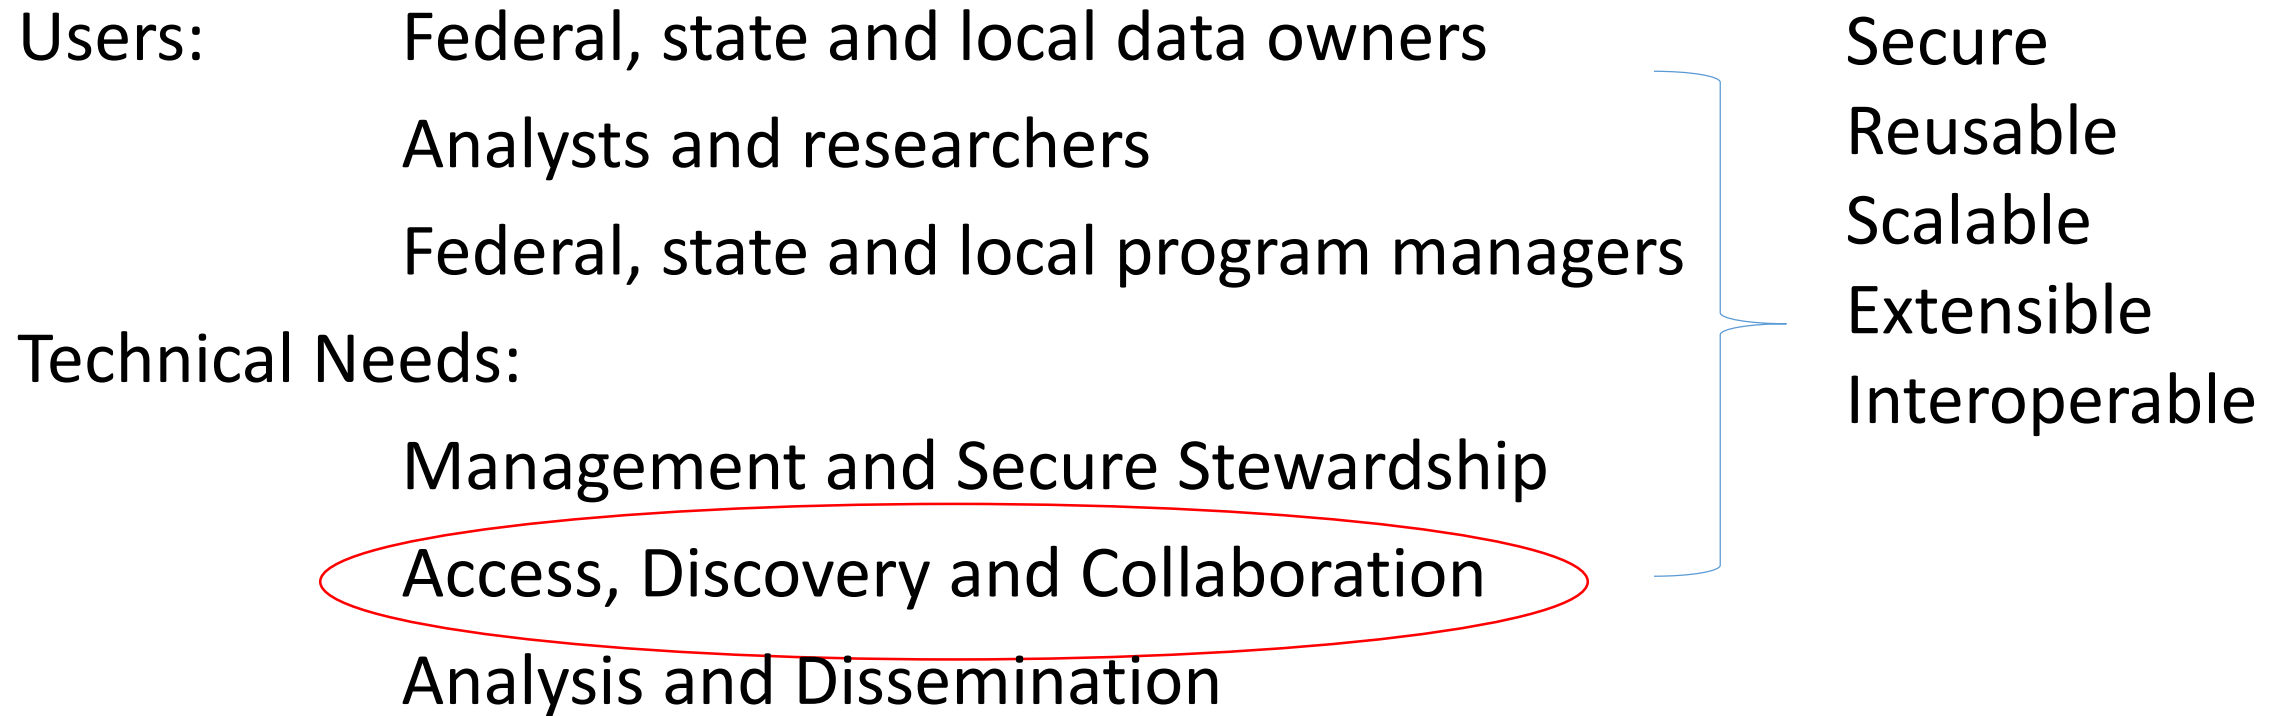 Users: Federal, state and local data owners
Analysts and researchers
Federal, state and local program managers
Technical Needs:
Management and Secure Stewardship
Access, Discovery and Collaboration
Analysis and Dissemination
Secure
Reusable
Scalable
Extensible
Interoperable